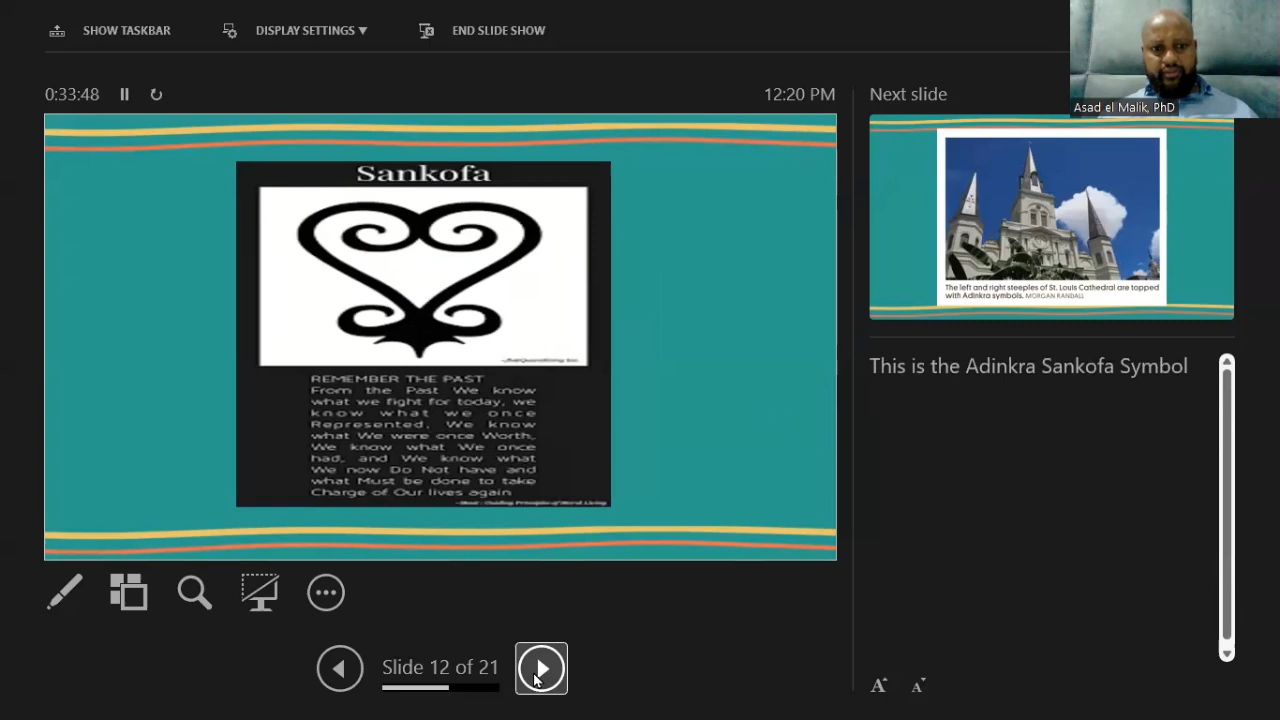 SHOW TASKBAR
DISPLAY SETTINGS
END SLIDE SHOW
0:33:48
12:20 PM
Next slide
Asad el Malik, PhD
Sankofa
REMEMBER THE PAST
From the Past We know
what we fight for today, we
know what we once
Represented, We know
what We were once Worth,
We know what We once
had, and We know what
We now Do Not have and
what Must be done to take
Charge of Our lives again
The left and right steeples of St. Louis Cathedral are topped
with Adinkra symbols. MORGAN RANDALL
This is the Adinkra Sankofa Symbol
Slide 12 of 21
A A